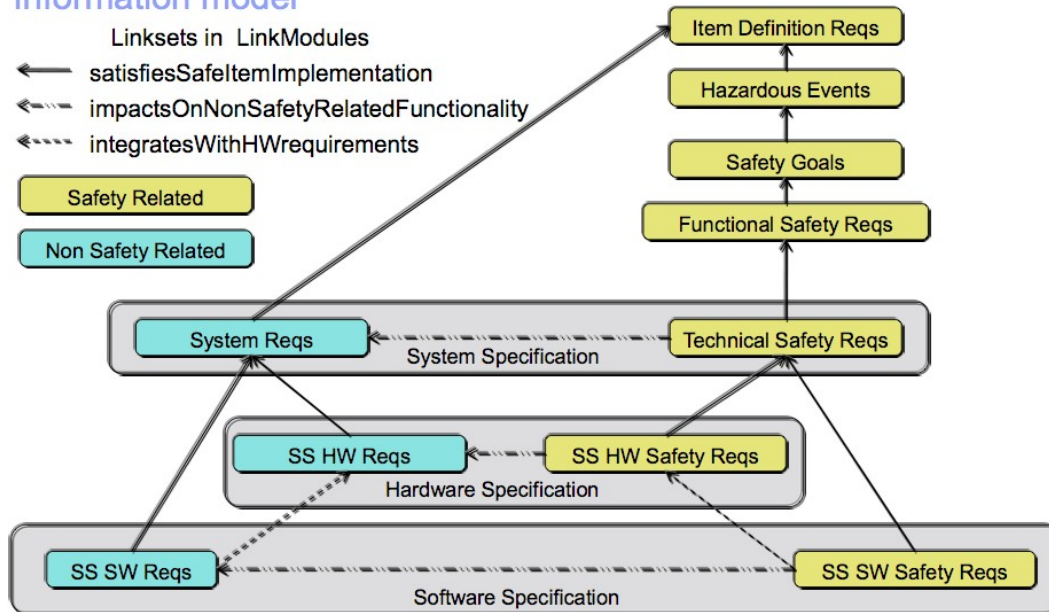 Information model
Linksets in LinkModules
satisfiesSafeItemImplementation
impactsOnNonSafetyRelatedFunctionality
integratesWithHWrequirements
Safety Related
Non Safety Related
Item Definition Reqs
Hazardous Events
Safety Goals
Functional Safety Reqs
System Reqs
Technical Safety Reqs
System Specification
SS HW Reqs
SS HW Safety Reqs
Hardware Specification
SS SW Reqs
SS SW Safety Reqs
Software Specification